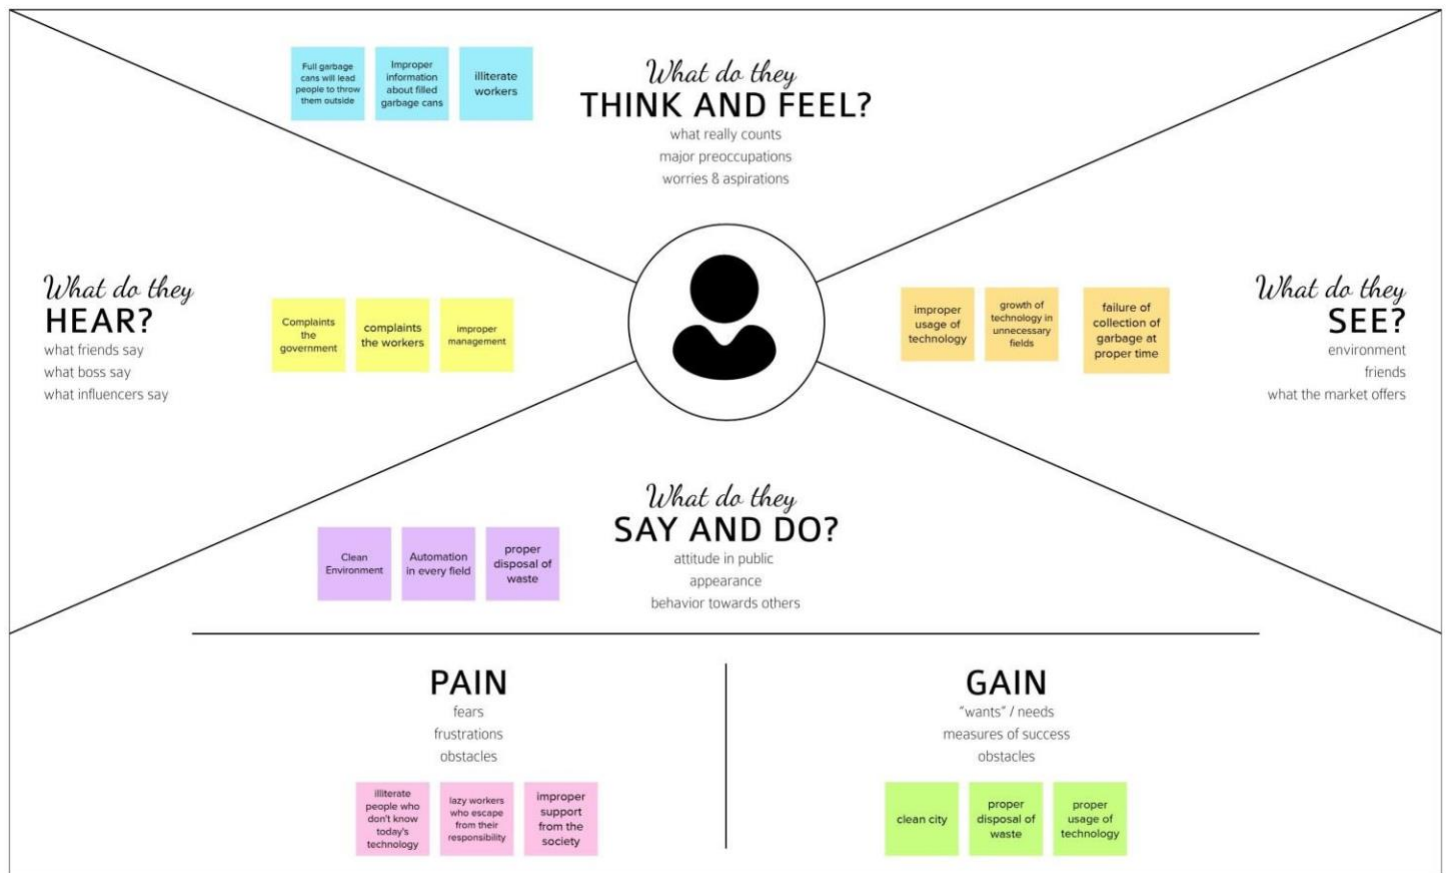 Full garbage
cans will lead
people to throw
them outside
Improper
information
about filled
garbage cans
illiterate
workers
What do they
THINK AND FEEL?
what really counts
major preoccupations
worries & aspirations
What do they
HEAR?
what friends say
what boss say
what influencers say
Complaints
the
government
complaints
the workers
improper
management
improper
usage of
technology
growth of
technology in
unnecessary
fields
failure of
collection of
garbage at
proper time
What do they
SEE?
environment
friends
what the market offers
What do they
SAY AND DO?
attitude in public
appearance
behavior towards others
Clean
Environment
Automation
in every field
proper
disposal of
waste
PAIN
fears
frustrations
obstacles
illiterate
people who
don't know
today's
technology
lazy workers
who escape
from their
responsibility
improper
support
from the
society
GAIN
"wants" / needs
measures of success
obstacles
clean city
proper
disposal of
waste
proper
usage of
technology